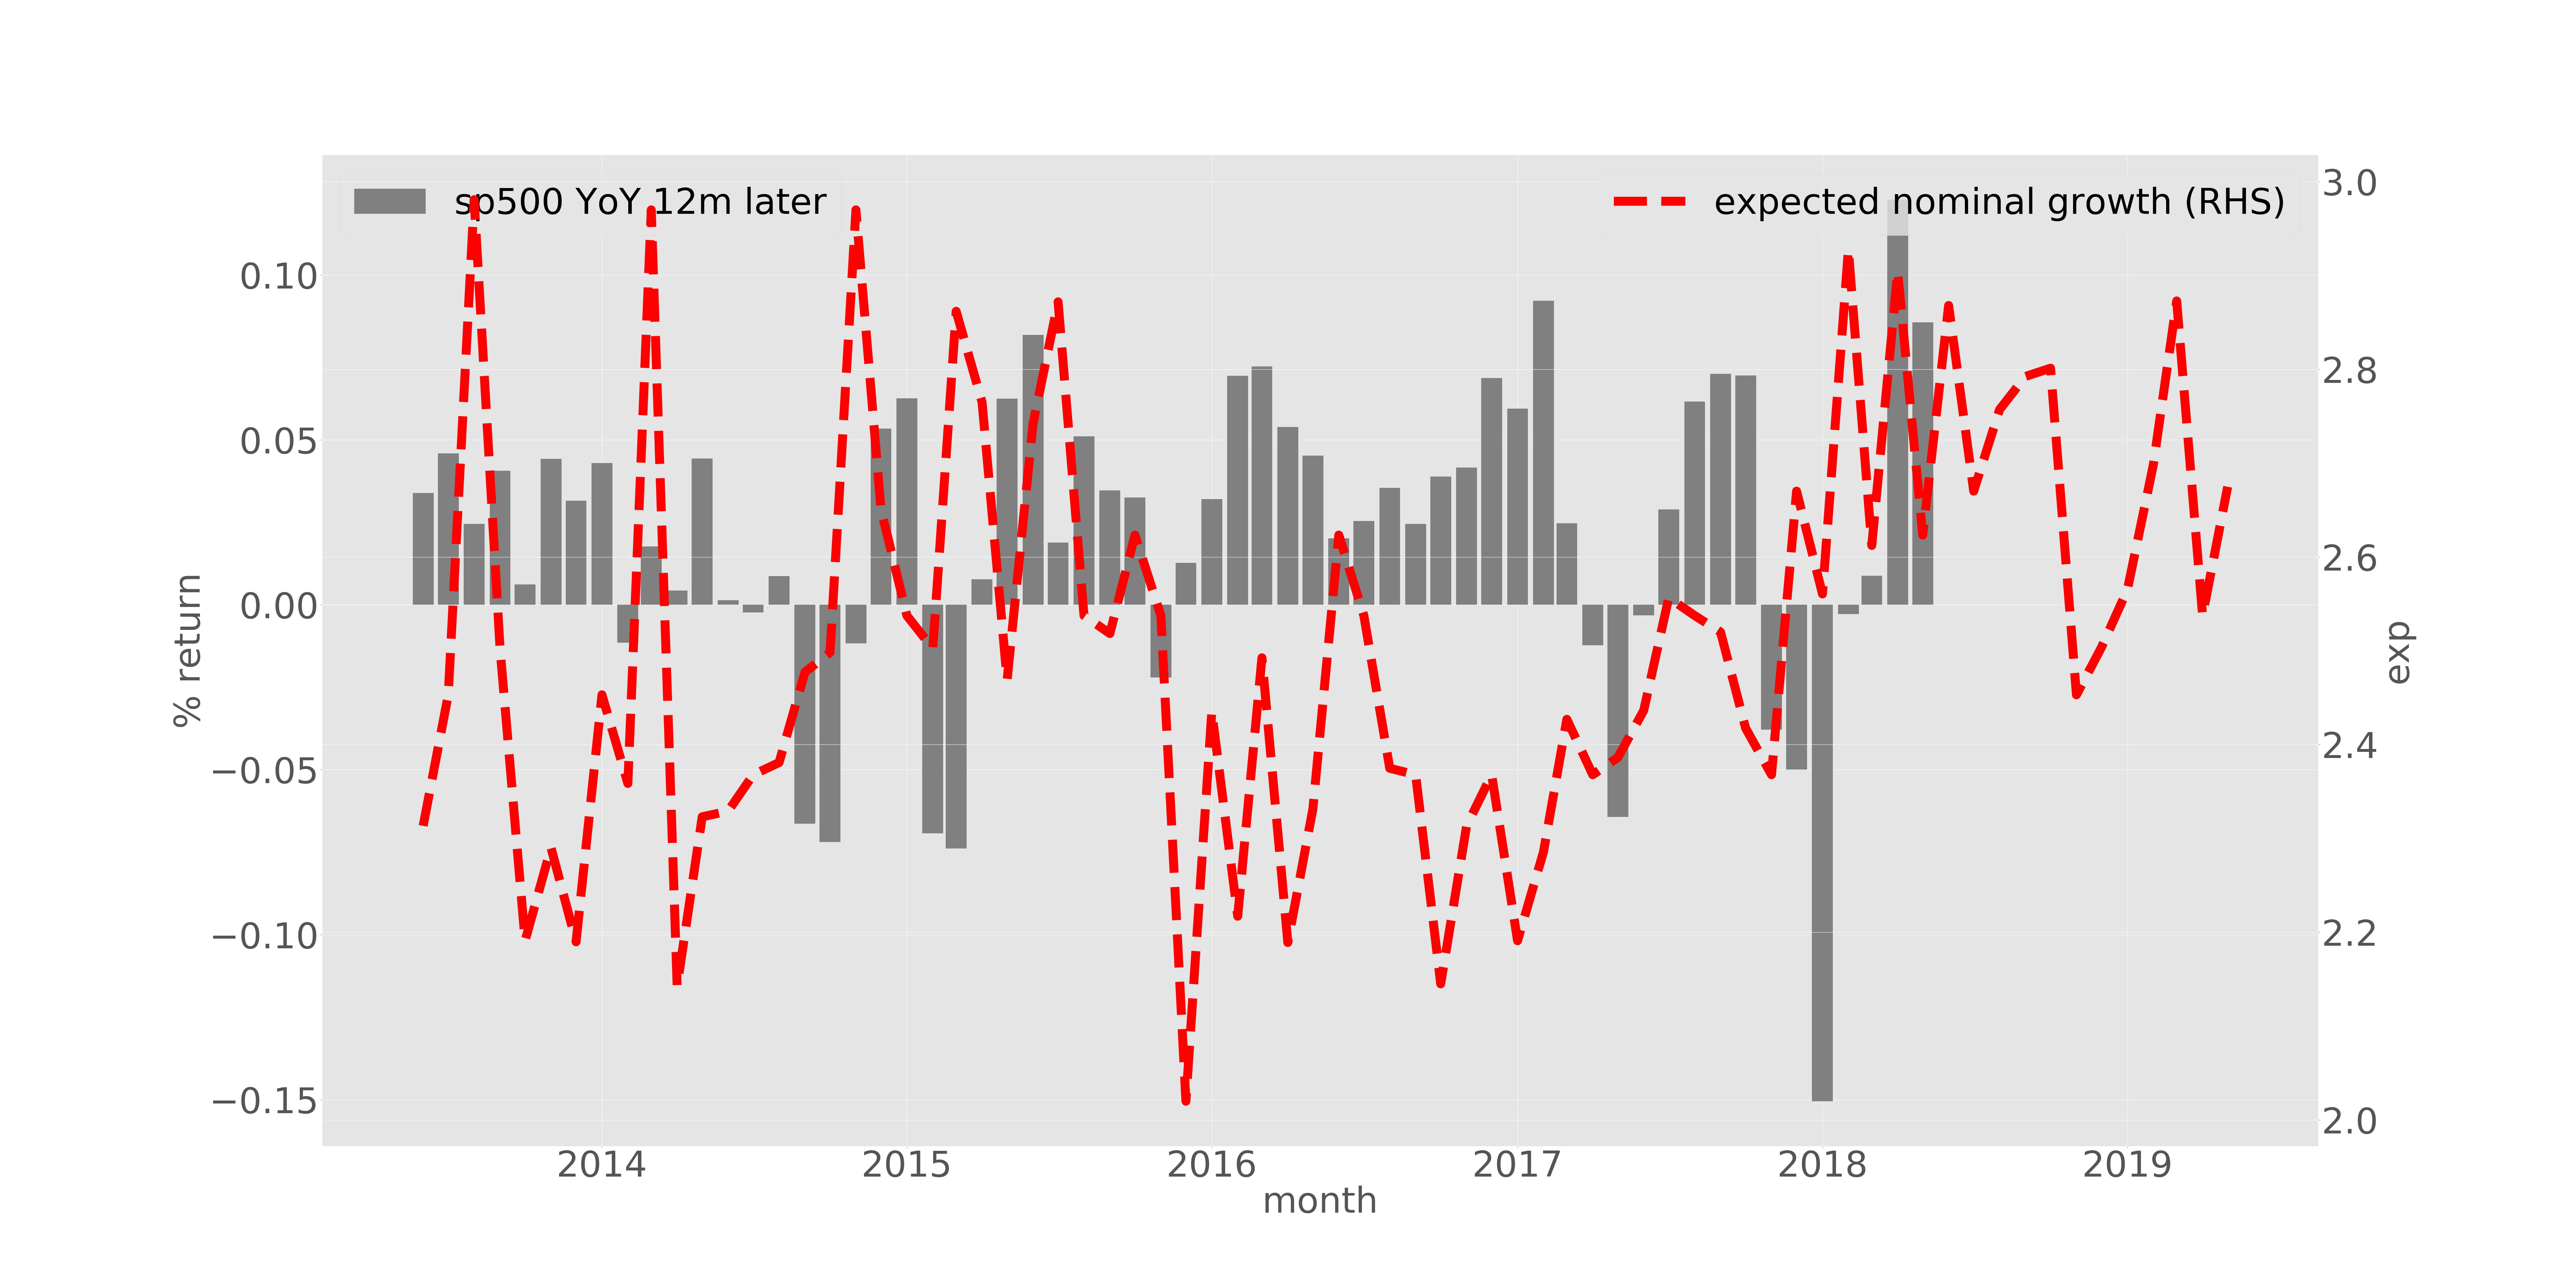 sp500 YoY 12m later
expected nominal growth (RHS)
% return
0.10
0.05
0.00
−0.05
−0.10
−0.15
3.0
2.8
2.6
2.4
2.2
2.0
exp
2014 2015 2016 2017 2018 2019
month